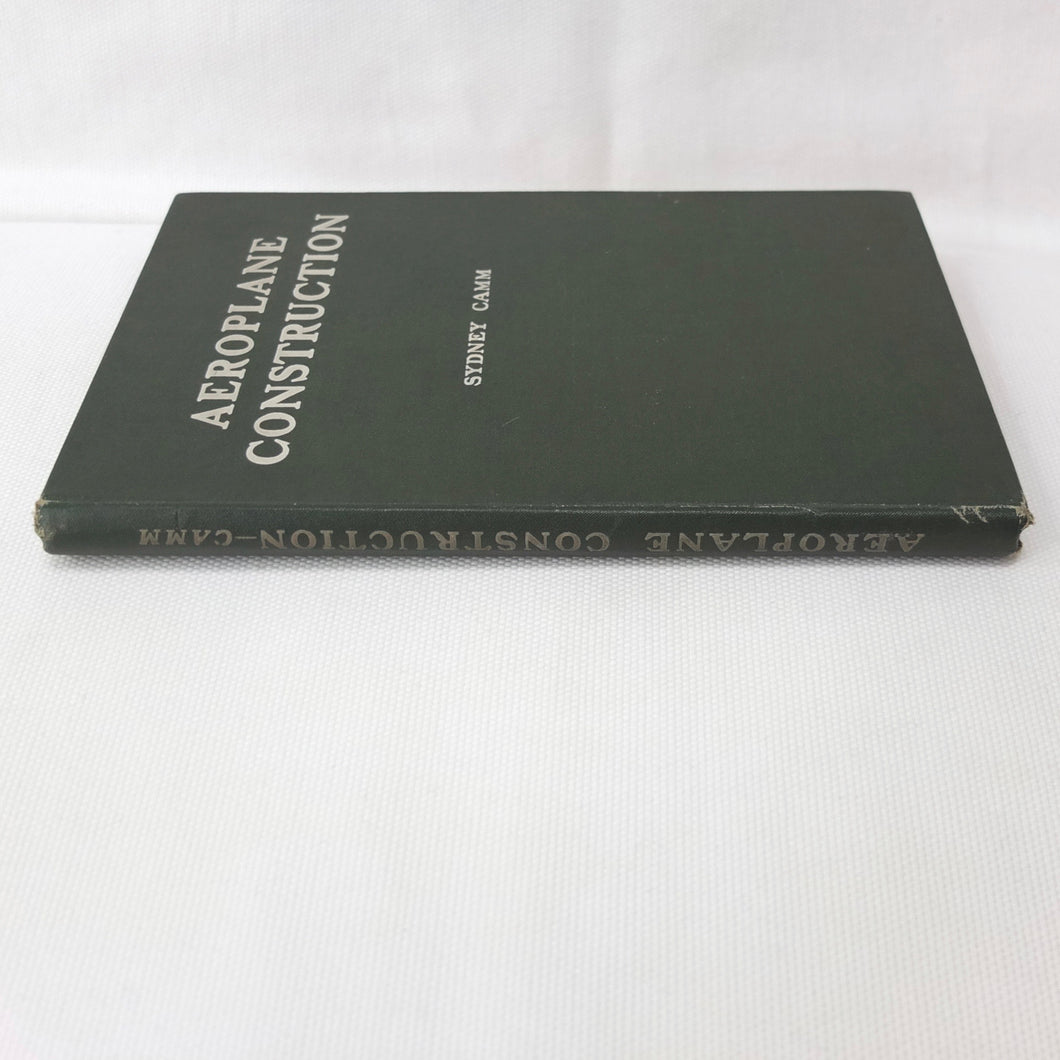 AEROPLANE
CONSTRUCTION
SYDNEY CAMM
AEROPLANE CONSTRUCTION—CAMM